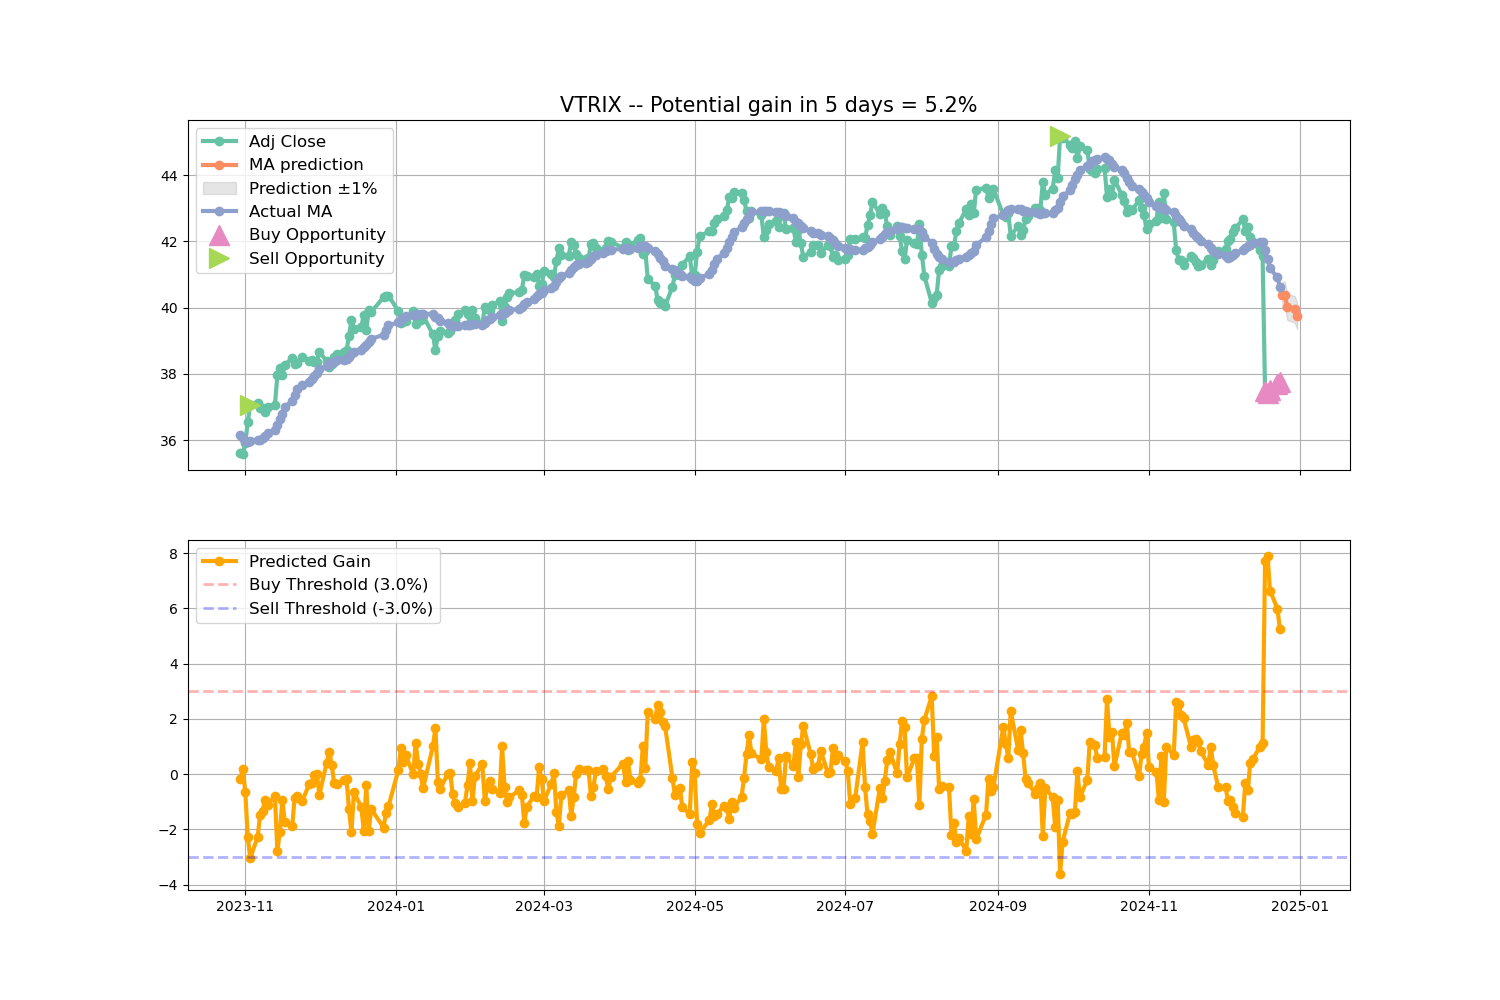 VTRIX -- Potential gain in 5 days = 5.2%
Adj Close
MA prediction
Prediction ±1%
Actual MA
Buy Opportunity
Sell Opportunity
44
42
40
38
36
Predicted Gain
Buy Threshold (3.0%)
Sell Threshold (-3.0%)
8
6
4
2
0
−2
−4
2023-11
2024-01
2024-03
2024-05
2024-07
2024-09
2024-11
2025-01